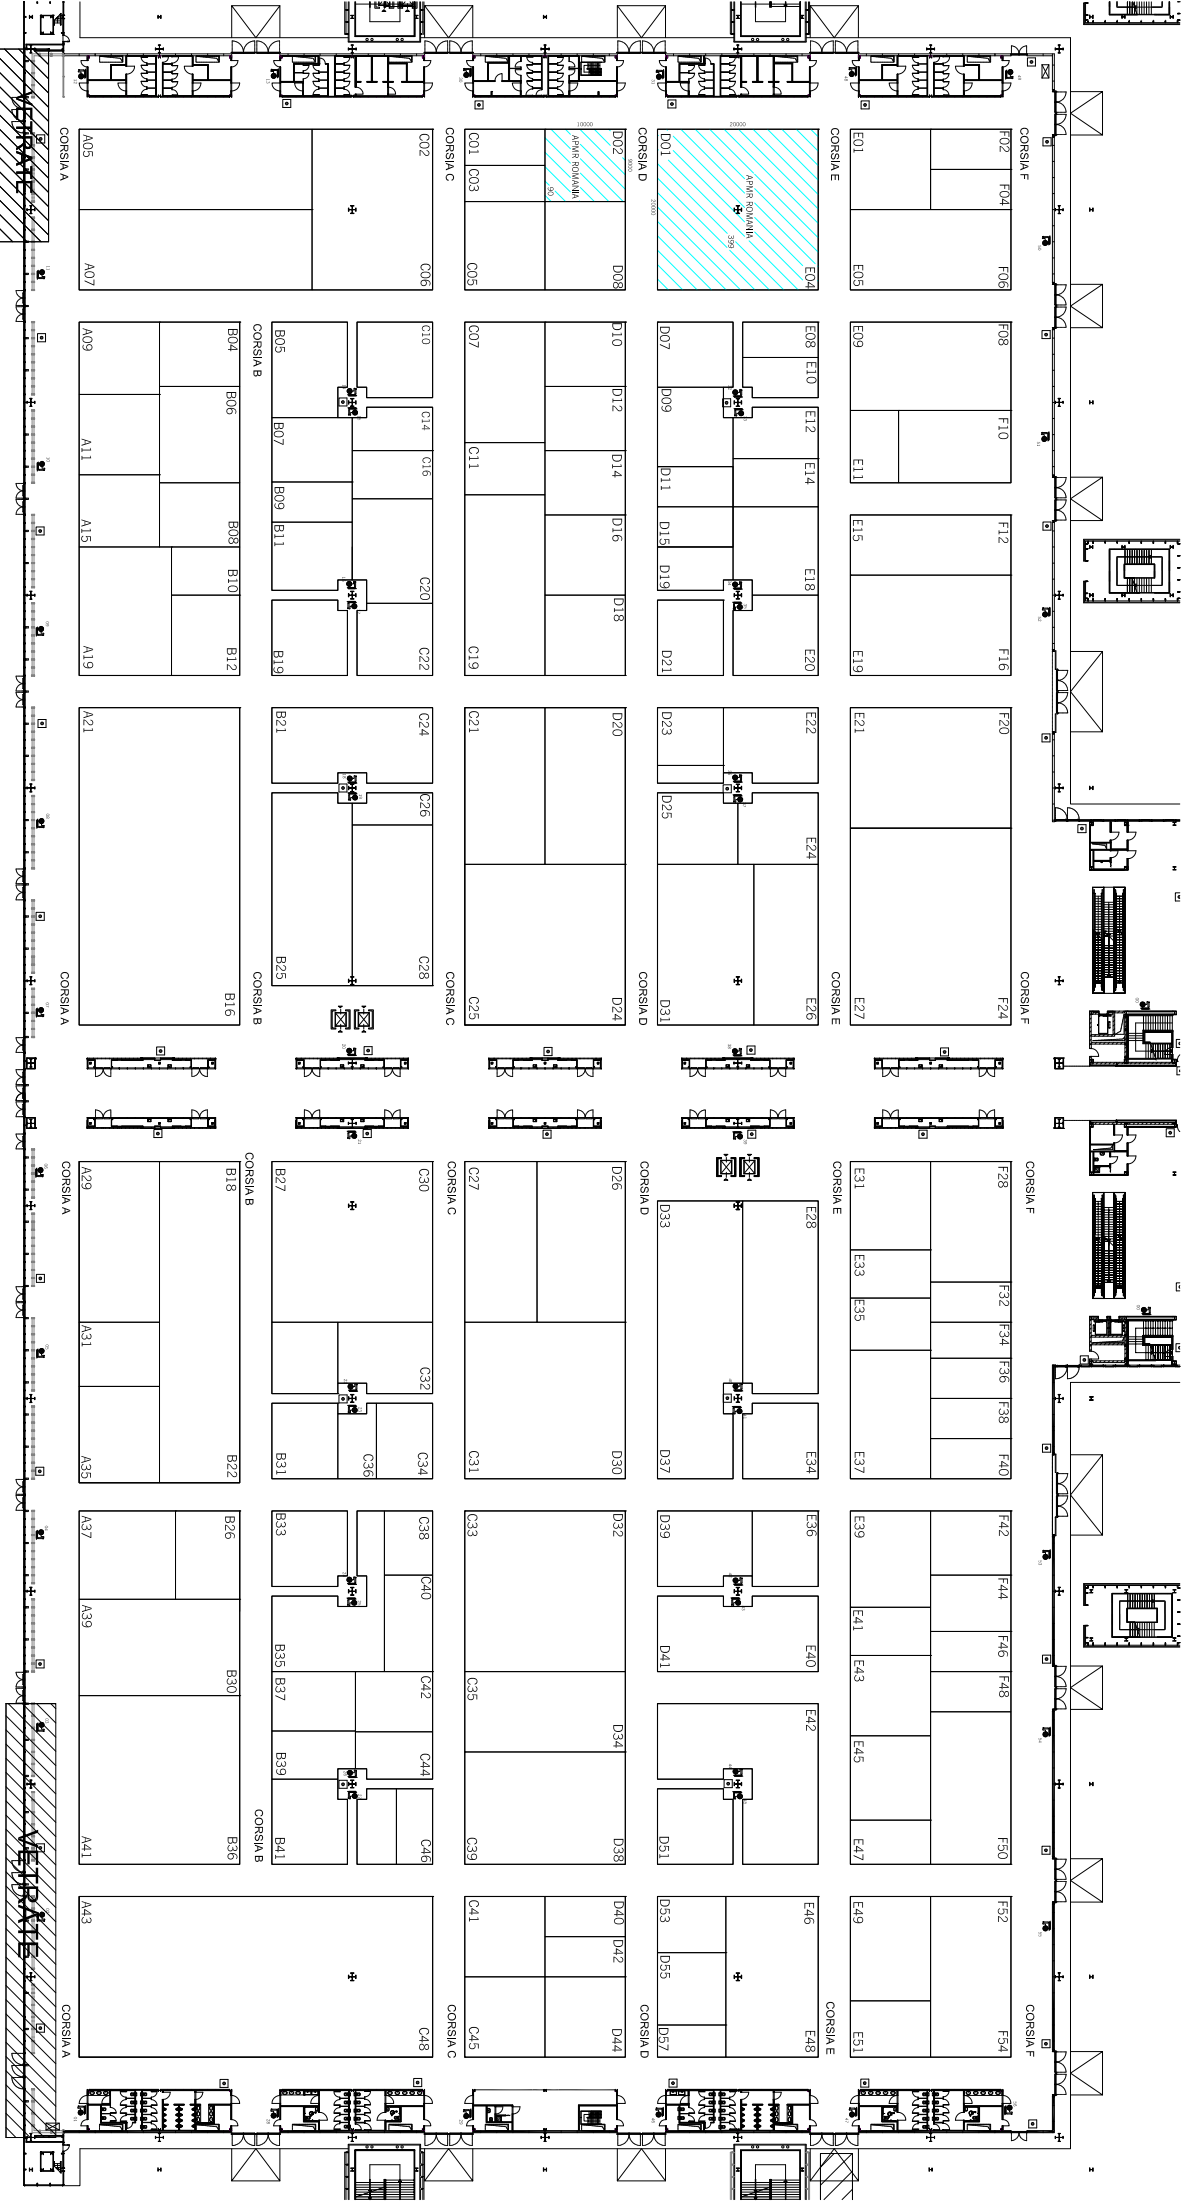 VETRATE
CORSIA A
CORSIA C
CORSIA D
CORSIA E
CORSIA F
A05
A07
C02
C06
C01
C03
C05
10000
D02
9000
APMR ROMANIA
90
D08
20000
D01
20000
APMR ROMANIA
399
E04
E01
E05
F02
F04
F06
A09
A11
A15
A19
B04
B06
B08
B10
B12
CORSIA B
B05
B07
B09
B11
B19
C10
C14
C16
C20
C22
C07
C11
C19
D10
D12
D14
D16
D18
D07
D09
D11
D15
D19
D21
E08
E10
E12
E14
E18
E20
E09
E11
E15
E19
F08
F10
F12
F16
A21
B16
B21
B25
C24
C26
C28
C21
C25
D20
D24
D23
D25
D31
E22
E24
E26
E21
E27
F20
F24
CORSIA A
CORSIA B
CORSIA C
CORSIA D
CORSIA E
CORSIA F
CORSIA A
CORSIA B
CORSIA C
CORSIA D
CORSIA E
CORSIA F
A29
A31
A35
B18
B22
B27
B31
C30
C32
C36
C34
C27
C31
D26
D30
D33
D37
E28
E34
E31
E33
E35
E37
F28
F32
F34
F36
F38
F40
A37
A39
A41
B26
B30
B36
B33
B35
B37
B39
B41
C38
C40
C42
C44
C46
C33
C35
C39
D32
D34
D38
D39
D41
D51
E36
E40
E42
E39
E41
E43
E45
E47
F42
F44
F46
F48
F50
CORSIA B
VETRATE
A43
C48
C41
C45
D40
D42
D44
D53
D55
D57
E46
E48
E49
E51
F52
F54
CORSIA A
CORSIA C
CORSIA D
CORSIA E
CORSIA F